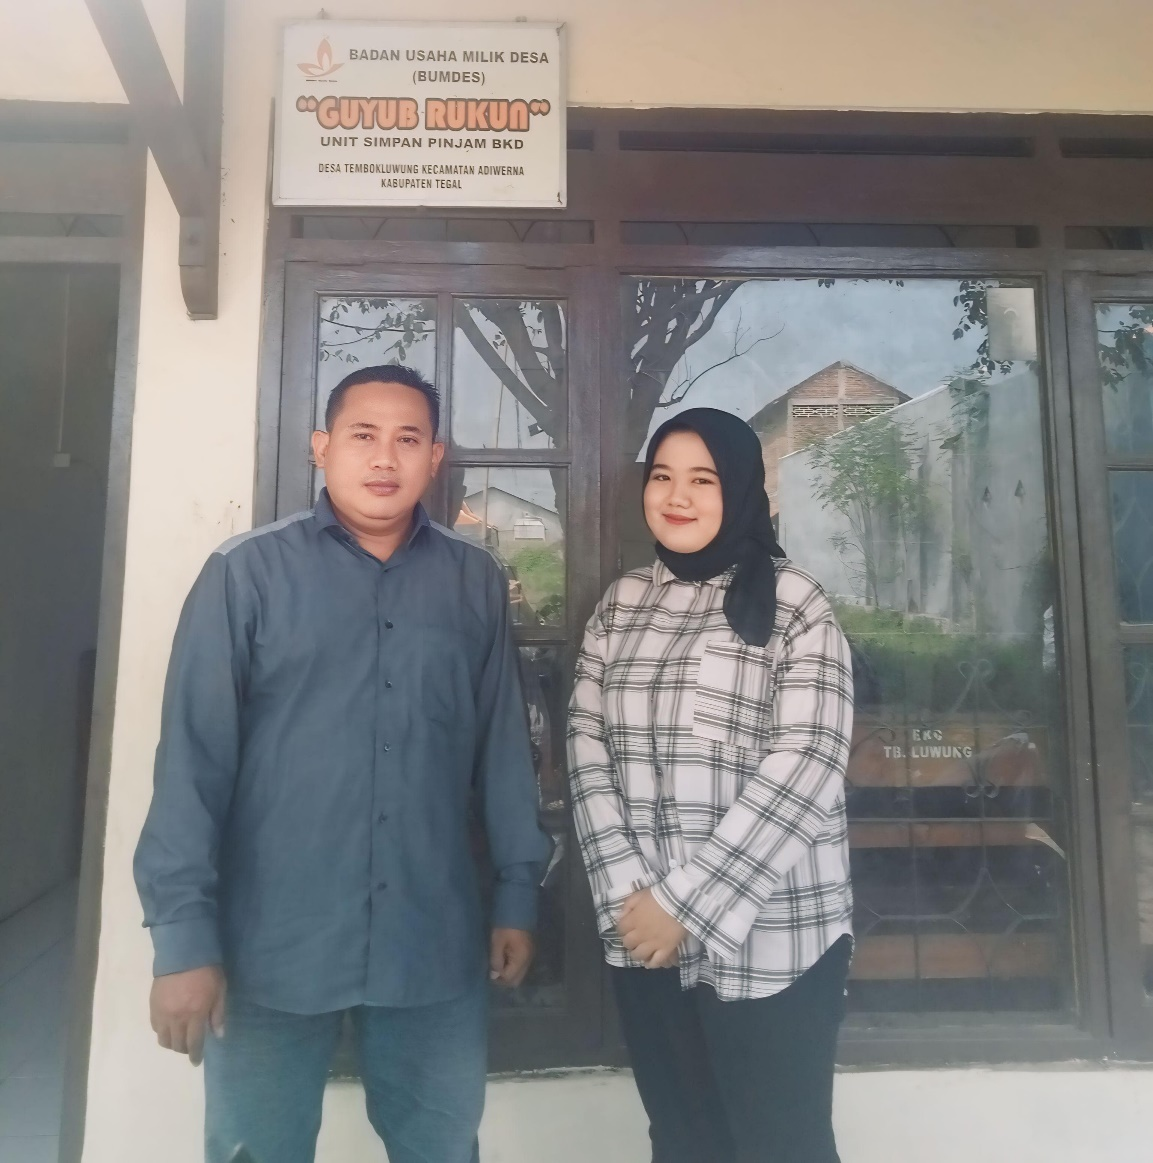 BADAN USAHA MILIK DESA
(BUMDES)
"GUYUB RUKUN"
UNIT SIMPAN PINJAM BKD
DESA TEMBOKLUWUNG KECAMATAN ADIWERNA
KABUPATEN TEGAL
TB. LUWUNG